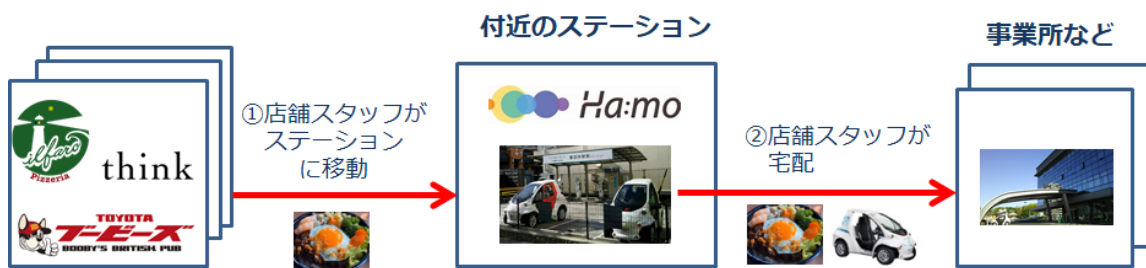 付近のステーション
事業所など
ilfaro
Pizzeria
think
TOYOTA
ブービーズ
BOOBY'S BRITISH PUB
①店舗スタッフが
ステーション
に移動
Ha:mo
②店舗スタッフが
宅配